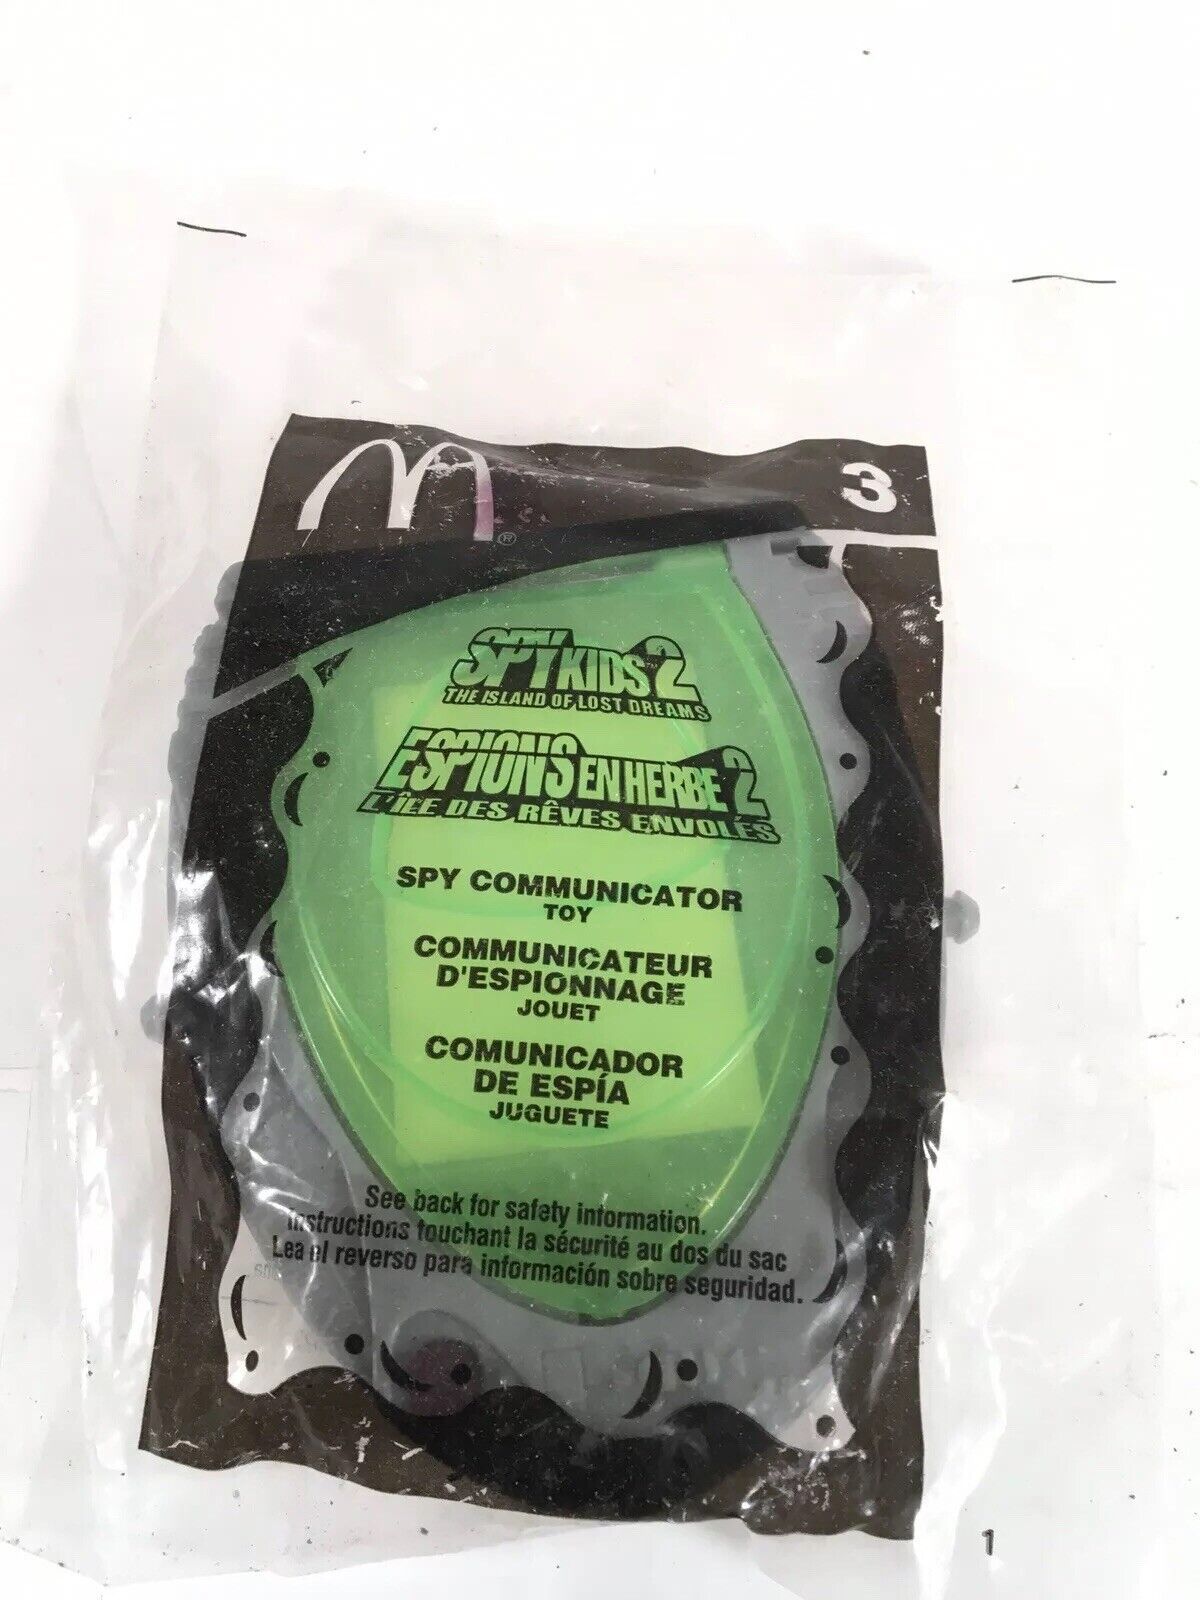 3
®
SPY KIDS 2
THE ISLAND OF LOST DREAMS
ESPIONS EN HERBE 2
L'ÎLE DES RÊVES ENVOLÉS
SPY COMMUNICATOR
TOY
COMMUNICATEUR
D'ESPIONNAGE
JOUET
COMUNICADOR
DE ESPÍA
JUGUETE
See back for safety information.
Instructions touchant la sécurité au dos du sac
Lea el reverso para información sobre seguridad.
1